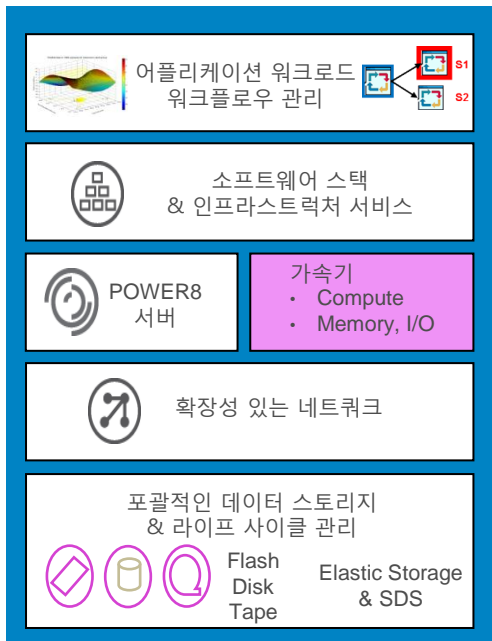 어플리케이션 워크로드
워크플로우 관리
S1
S2
소프트웨어 스택
& 인프라스트럭처 서비스
POWER8
서버
가속기
• Compute
• Memory, I/O
확장성 있는 네트쿼크
포괄적인 데이터 스토리지
& 라이프 사이클 관리
Flash
Disk
Tape
Elastic Storage
& SDS